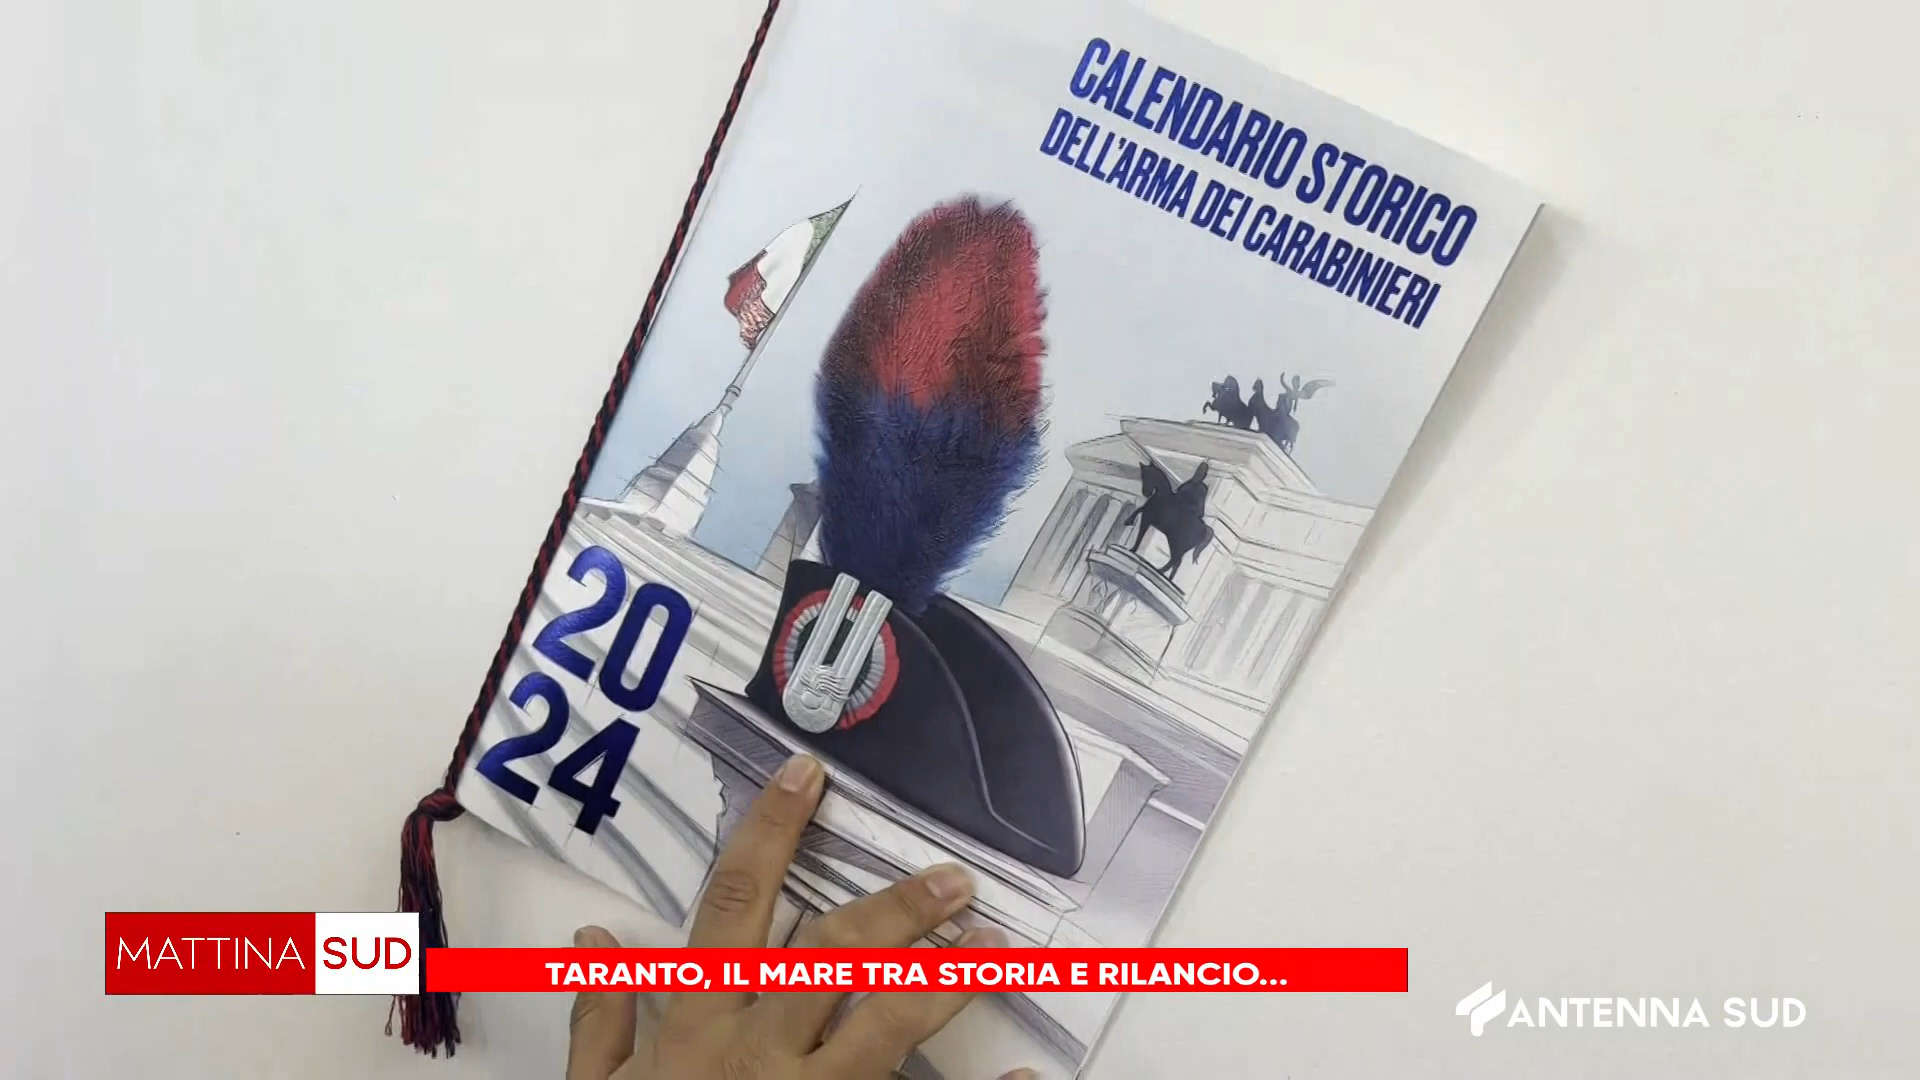 CALENDARIO STORICO
DELL'ARMA DEI CARABINIERI
20
24
MATTINA SUD
TARANTO, IL MARE TRA STORIA E RILANCIO...
ANTENNA SUD